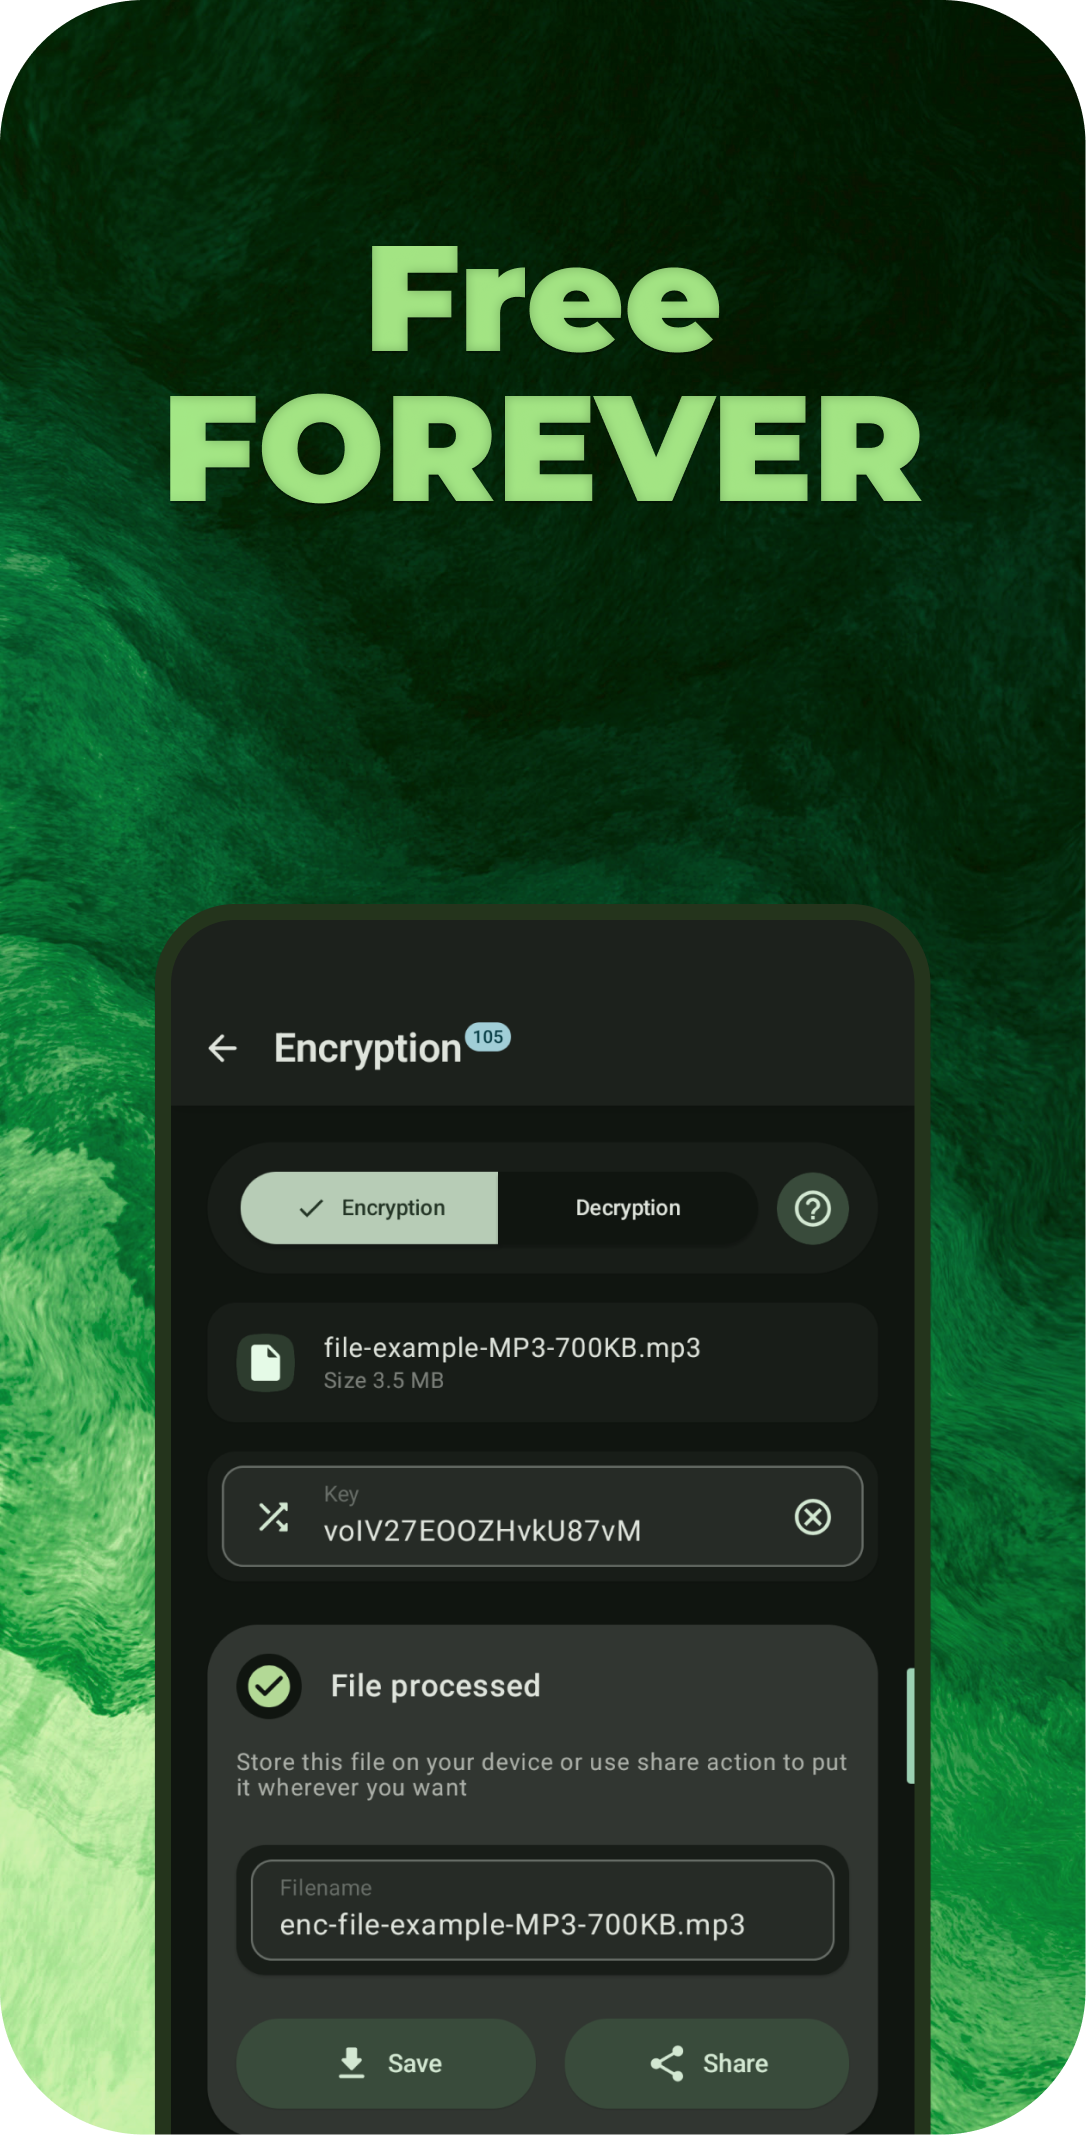 Free
FOREVER
Encryption 105
Encryption Decryption
file-example-MP3-700KB.mp3
Size 3.5 MB
Key
voIV27EOOZHvkU87vM
File processed
Store this file on your device or use share action to put
it wherever you want
Filename
enc-file-example-MP3-700KB.mp3
Save Share